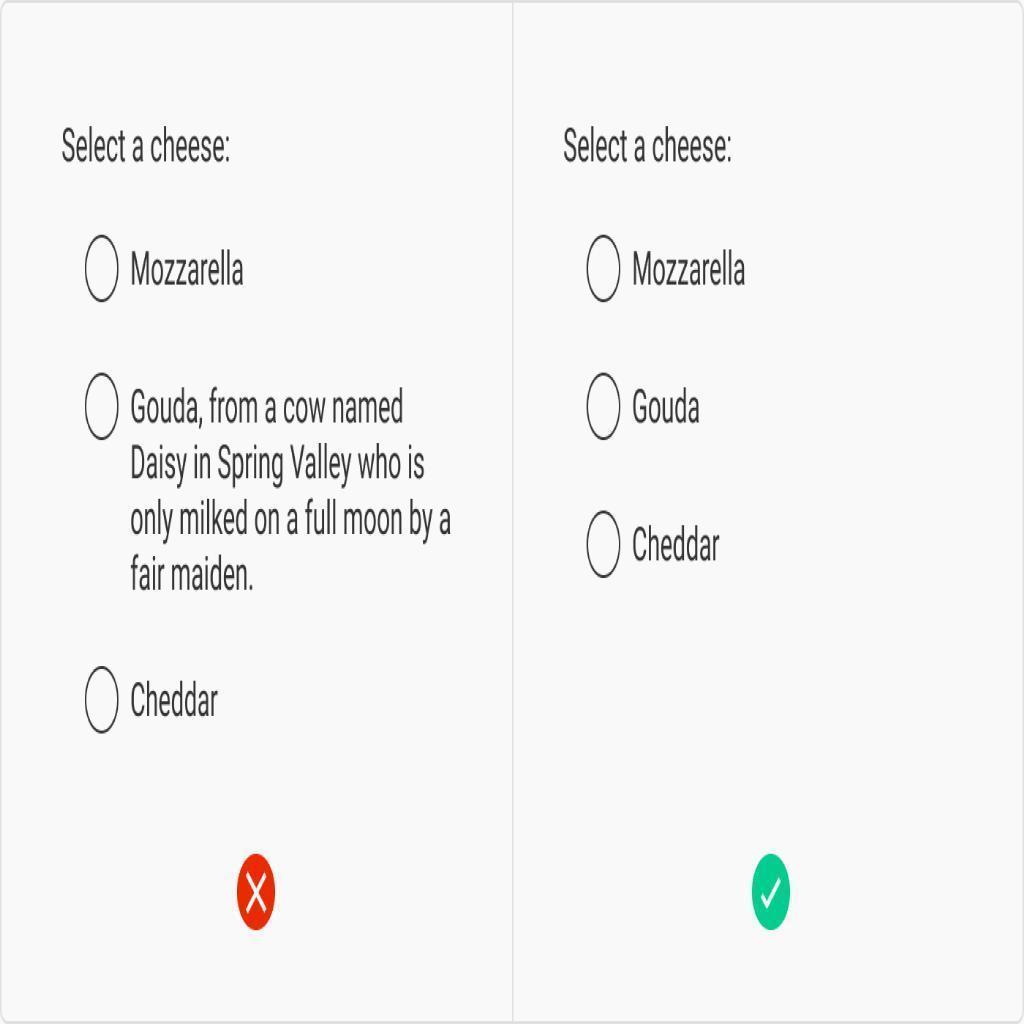 Select a cheese:
Mozzarella
Gouda, from a cow named
Daisy in Spring Valley who is
only milked on a full moon by a
fair maiden.
Cheddar
Select a cheese:
Mozzarella
Gouda
Cheddar